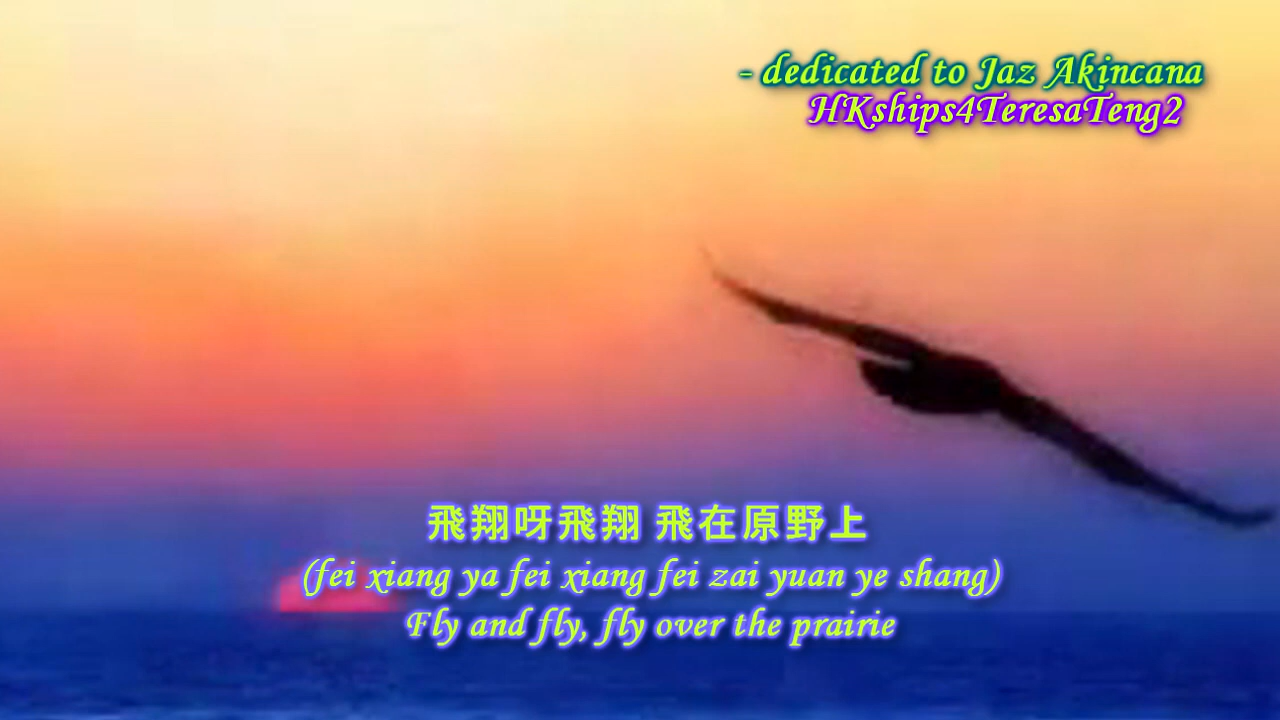 - dedicated to Jaz Akincana
HKships4TeresaTeng2
飛翔呀飛翔 飛在原野上
(fei xiang ya fei xiang fei zai yuan ye shang)
Fly and fly, fly over the prairie